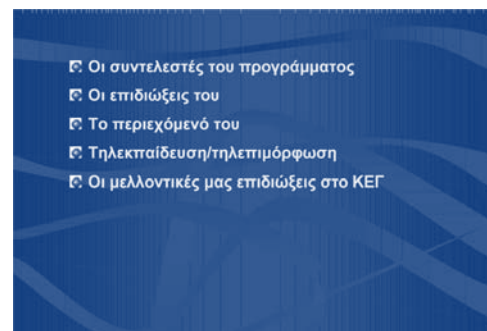 Οι συντελεστές του προγράμματος
Οι επιδιώξεις του
Το περιεχόμενό του
Τηλεκπαίδευση/τηλεπιμόρφωση
Οι μελλοντικές μας επιδιώξεις στο ΚΕΓ